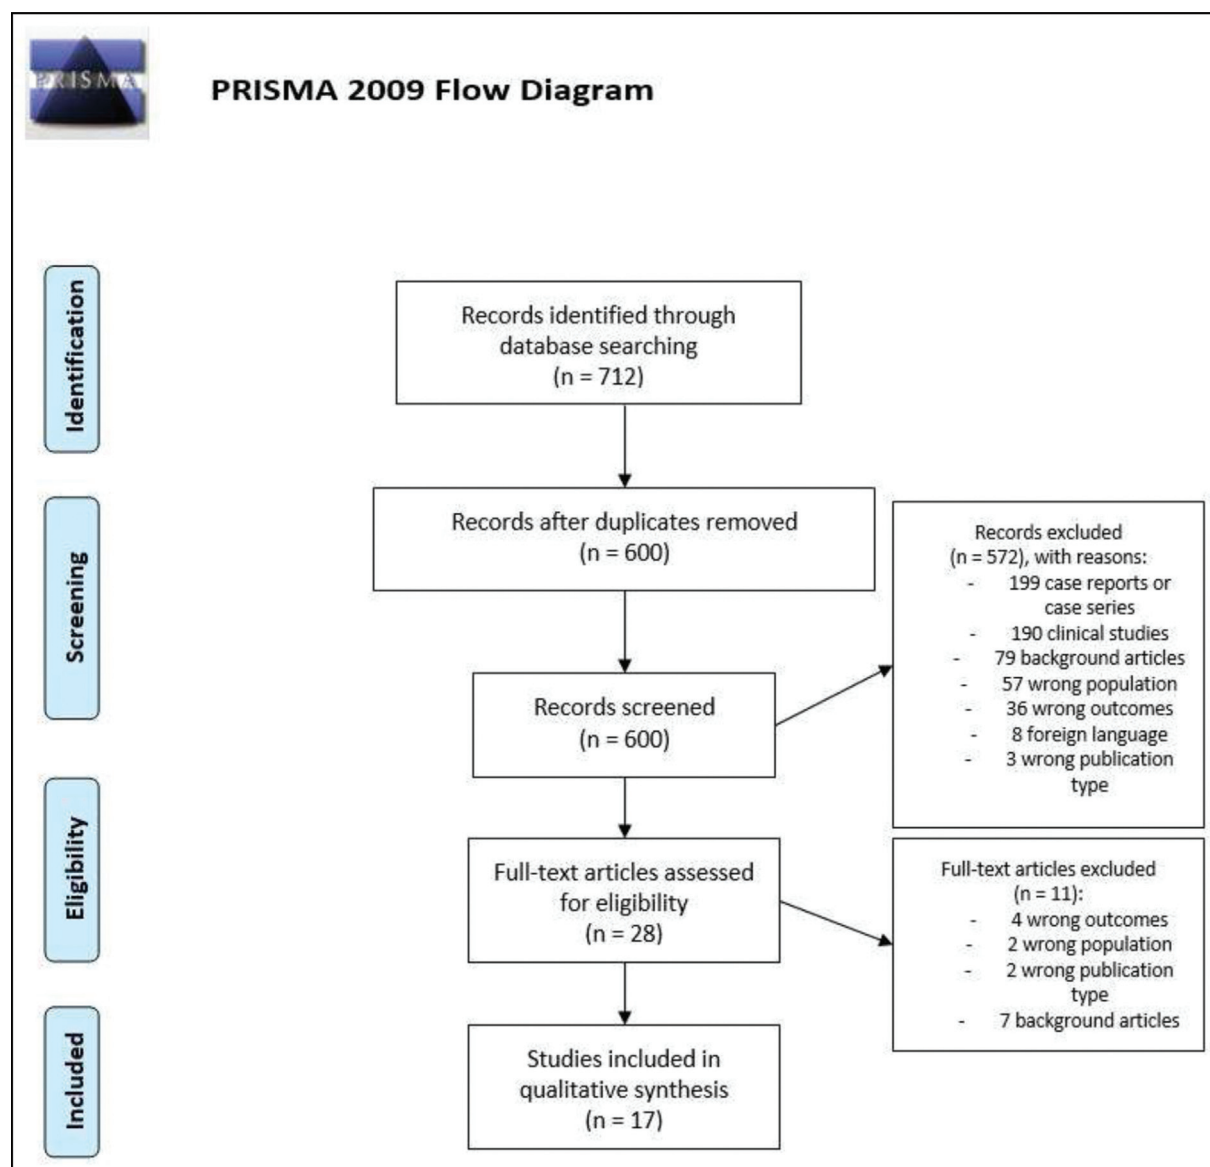 PRISMA
PRISMA 2009 Flow Diagram
Identification
Records identified through
database searching
(n = 712)
Screening
Records after duplicates removed
(n = 600)
Records screened
(n = 600)
Records excluded
(n = 572), with reasons:
- 199 case reports or
case series
- 190 clinical studies
- 79 background articles
- 57 wrong population
- 36 wrong outcomes
- 8 foreign language
- 3 wrong publication
type
Eligibility
Full-text articles assessed
for eligibility
(n = 28)
Full-text articles excluded
(n = 11):
- 4 wrong outcomes
- 2 wrong population
- 2 wrong publication
type
- 7 background articles
Included
Studies included in
qualitative synthesis
(n = 17)